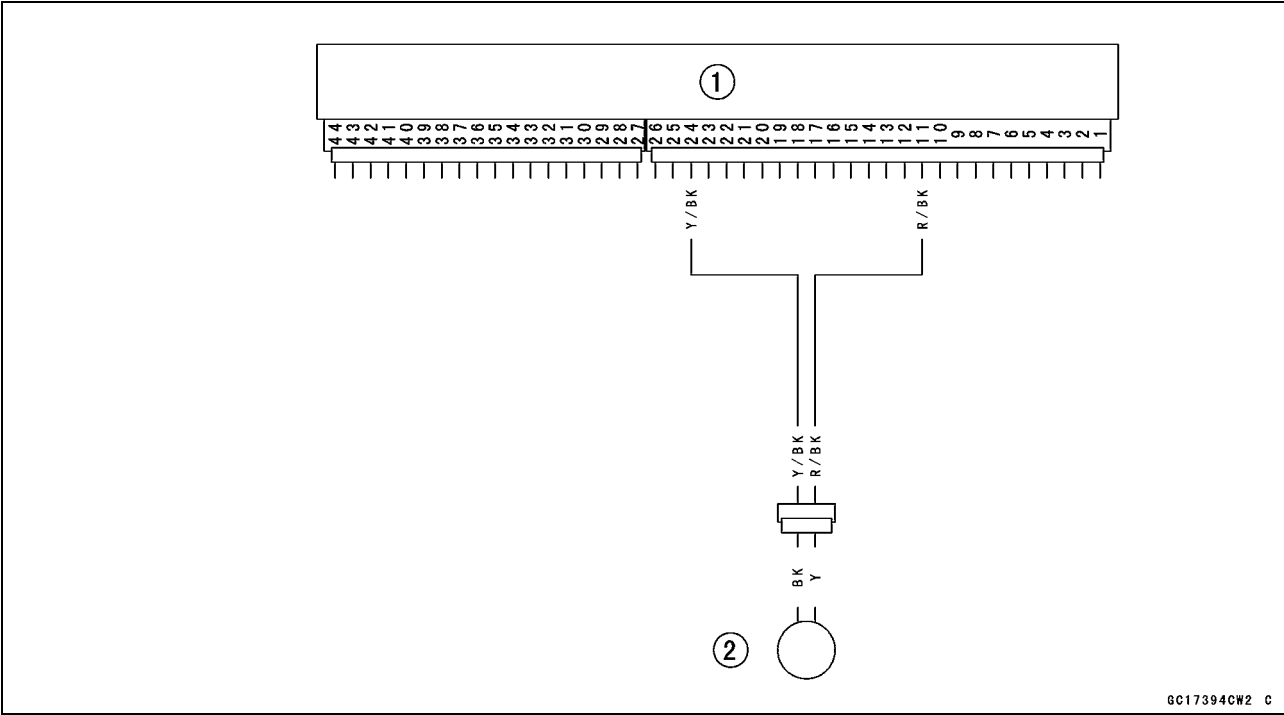 ①
44 43 42 41 40 39 38 37 36 35 34 33 32 31 30 29 28 27 26 25 24 23 22 21 20 19 18 17 16 15 14 13 12 11 10 9 8 7 6 5 4 3 2 1
Y/BK R/BK
Y/BK R/BK
BK Y
②
GC17394CW2 C